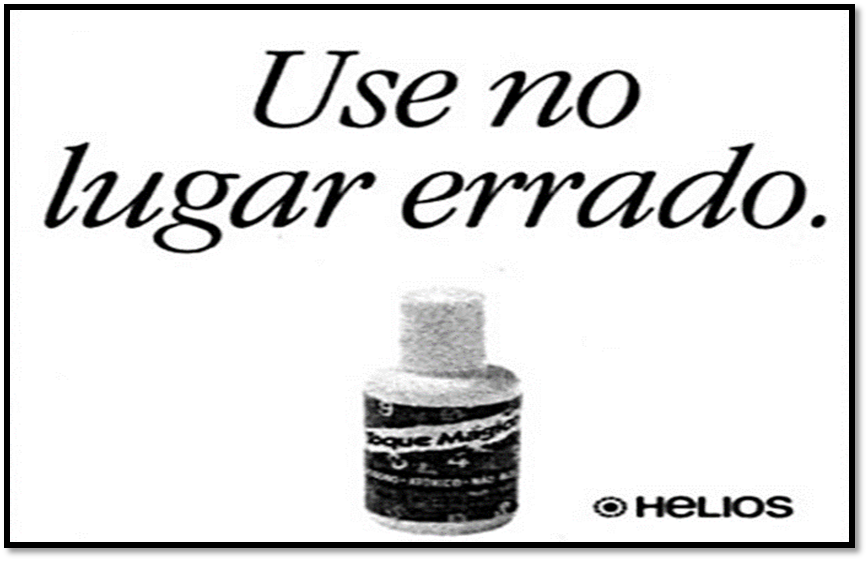 Use no
lugar errado.
Toque Mágico
HELIOS